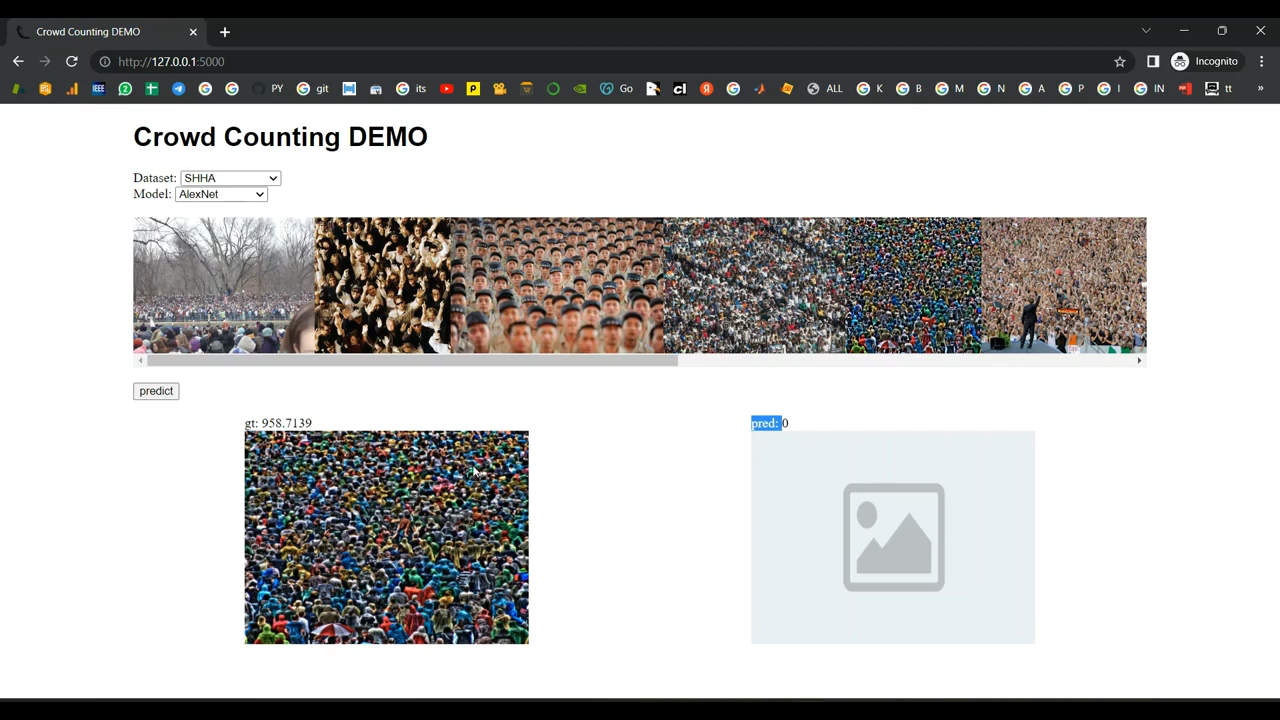 Crowd Counting DEMO
http://127.0.0.1:5000
Incognito
PY
git
its
Go
ALL
K
B
M
N
A
P
I
IN
tt
»
Crowd Counting DEMO
Dataset: SHHA
Model: AlexNet
predict
gt: 958.7139
pred: 0